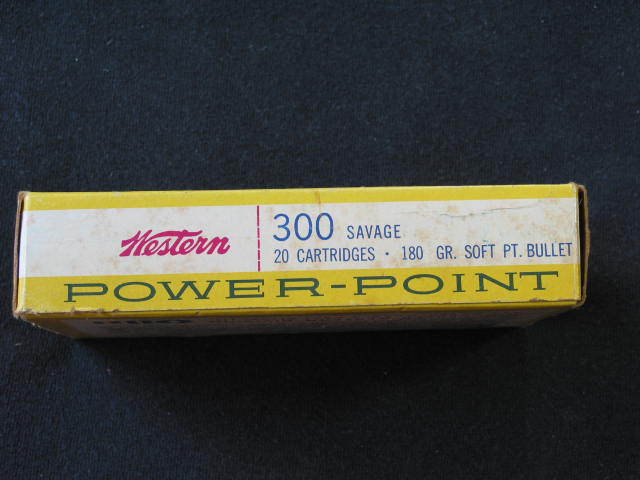 Western
300 SAVAGE
20 CARTRIDGES · 180 GR. SOFT PT. BULLET
POWER-POINT